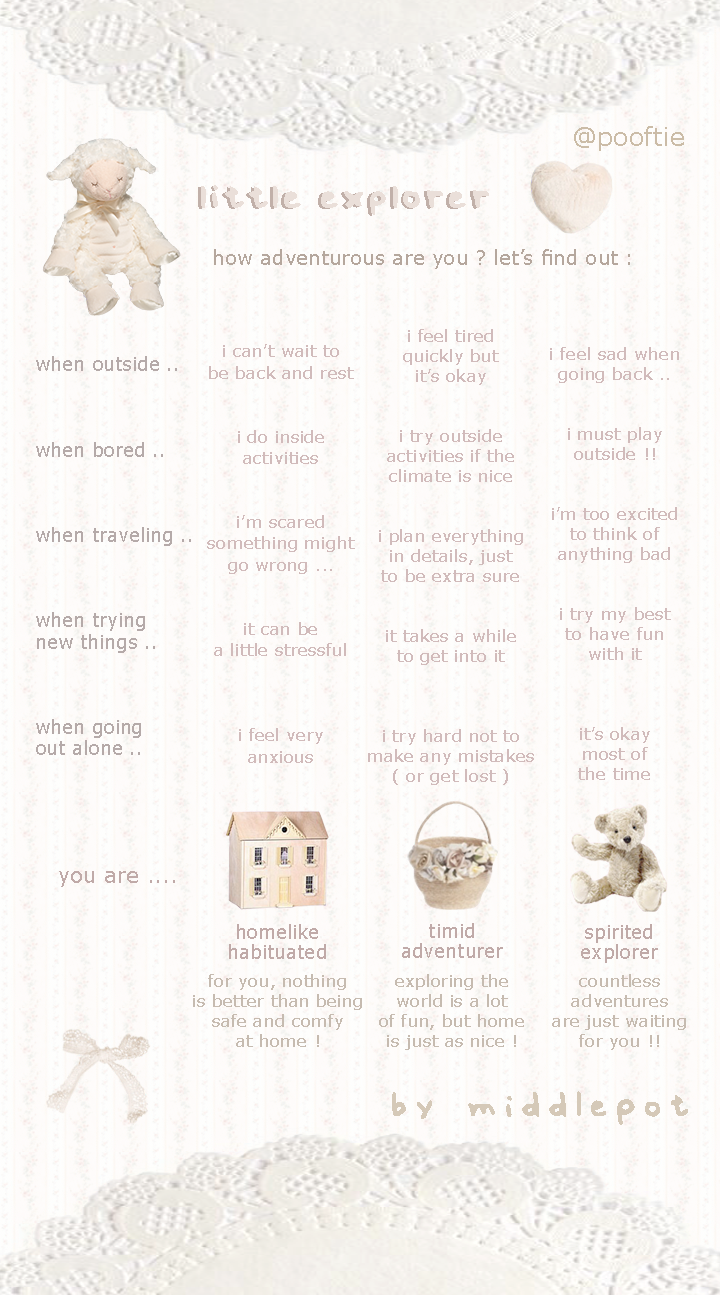 @pooftie
little explorer
how adventurous are you ? let's find out :
when outside ..
i can't wait to
be back and rest
i feel tired
quickly but
it's okay
i feel sad when
going back ..
when bored ..
i do inside
activities
i try outside
activities if the
climate is nice
i must play
outside !!
when traveling ..
i'm scared
something might
go wrong ...
i plan everything
in details, just
to be extra sure
i'm too excited
to think of
anything bad
when trying
new things ..
it can be
a little stressful
it takes a while
to get into it
i try my best
to have fun
with it
when going
out alone ..
i feel very
anxious
i try hard not to
make any mistakes
( or get lost )
it's okay
most of
the time
you are ....
homelike
habituated
for you, nothing
is better than being
safe and comfy
at home !
timid
adventurer
exploring the
world is a lot
of fun, but home
is just as nice !
spirited
explorer
countless
adventures
are just waiting
for you !!
by middlepot